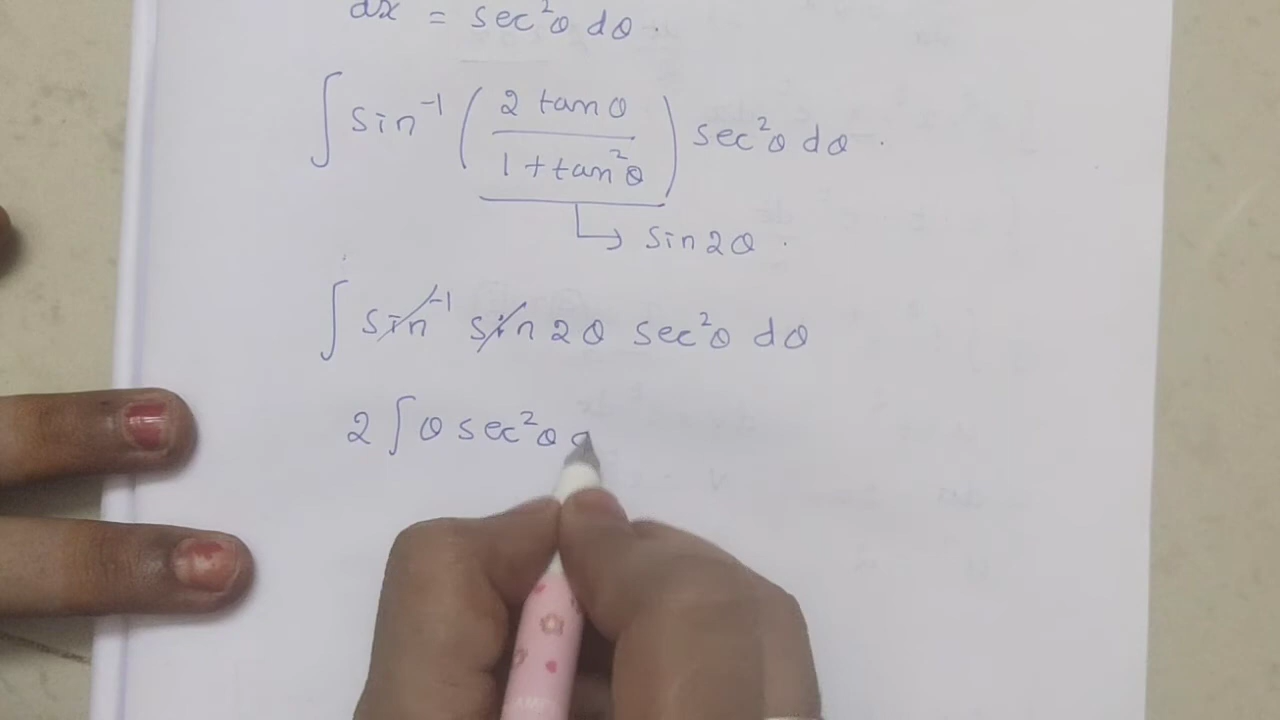 dx = sec²θ dθ.
∫ sin⁻¹ (2 tan θ / 1 + tan²θ) sec²θ dθ.
↳ sin 2θ.
∫ sin⁻¹ sin 2θ sec²θ dθ
2 ∫ θ sec²θ